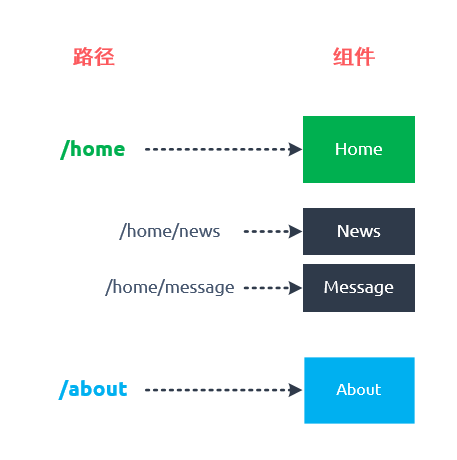 路径 组件
/home Home
/home/news News
/home/message Message
/about About